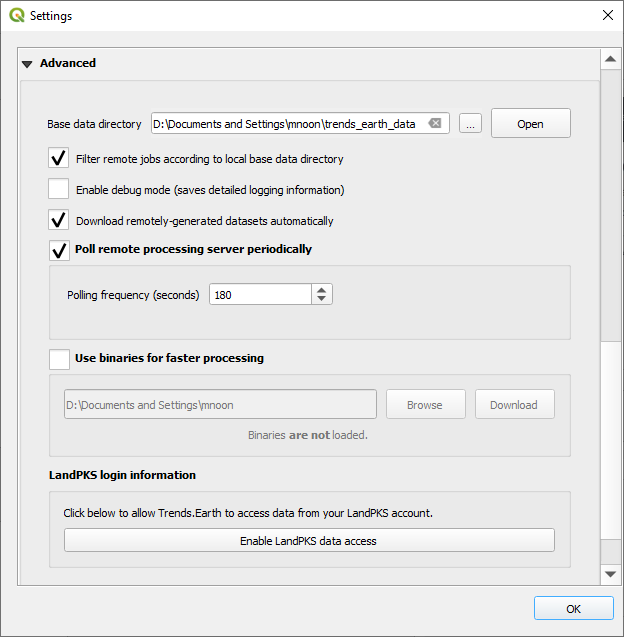 Settings
Advanced
Base data directory D:\Documents and Settings\mnoon\trends_earth_data ... Open
Filter remote jobs according to local base data directory
Enable debug mode (saves detailed logging information)
Download remotely-generated datasets automatically
Poll remote processing server periodically
Polling frequency (seconds) 180
Use binaries for faster processing
D:\Documents and Settings\mnoon Browse Download
Binaries are not loaded.
LandPKS login information
Click below to allow Trends.Earth to access data from your LandPKS account.
Enable LandPKS data access
OK